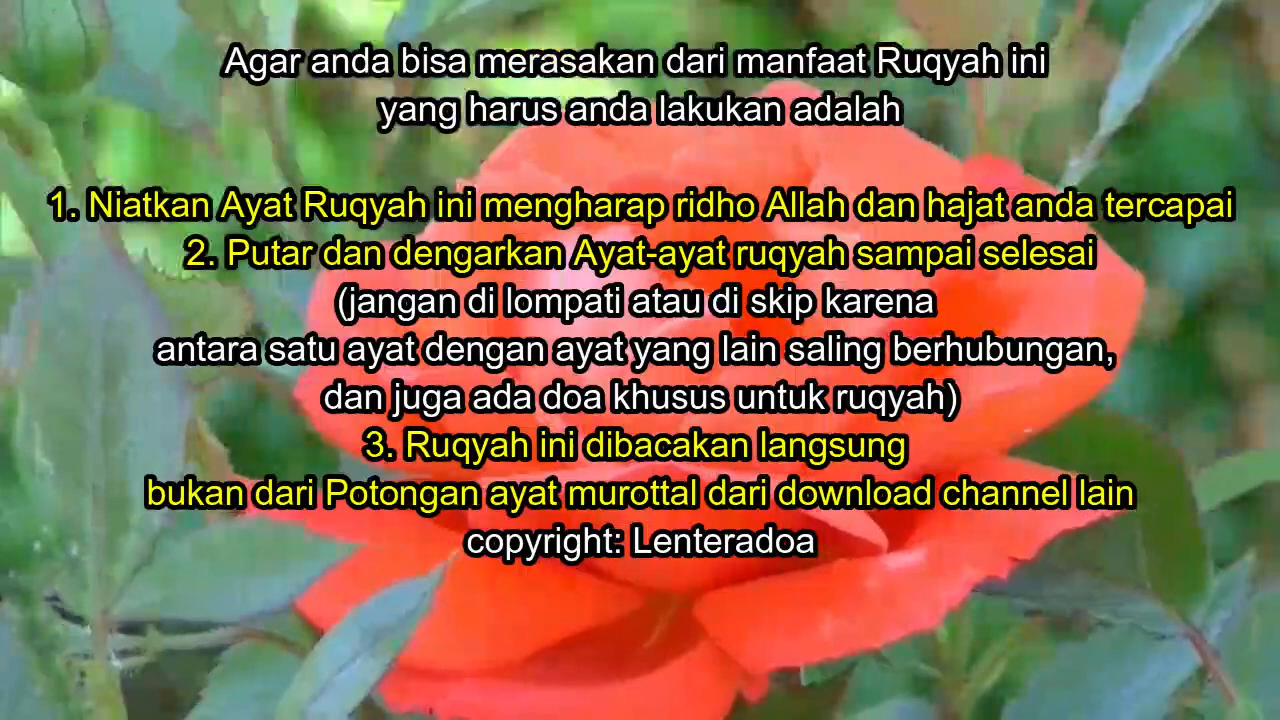 Agar anda bisa merasakan dari manfaat Ruqyah ini
yang harus anda lakukan adalah
1. Niatkan Ayat Ruqyah ini mengharap ridho Allah dan hajat anda tercapai
2. Putar dan dengarkan Ayat-ayat ruqyah sampai selesai
(jangan di lompati atau di skip karena
antara satu ayat dengan ayat yang lain saling berhubungan,
dan juga ada doa khusus untuk ruqyah)
3. Ruqyah ini dibacakan langsung
bukan dari Potongan ayat murottal dari download channel lain
copyright: Lenteradoa